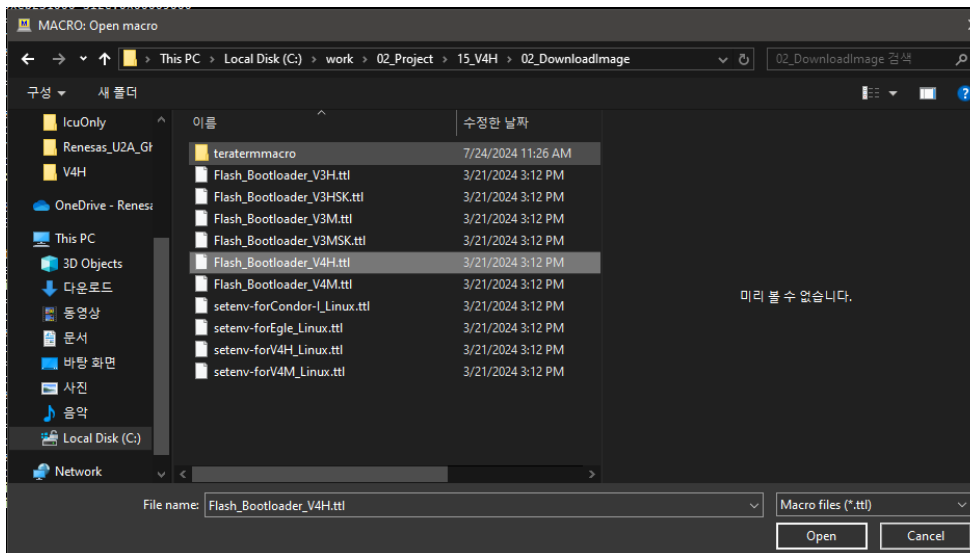 MACRO: Open macro
This PC > Local Disk (C:) > work > 02_Project > 15_V4H > 02_DownloadImage
02_DownloadImage 검색
구성 새 폴더
이름 수정한 날짜
IcuOnly
Renesas_U2A_Gh
V4H
OneDrive - Renesa
This PC
3D Objects
다운로드
동영상
문서
바탕 화면
사진
음악
Local Disk (C:)
Network
teratermmacro 7/24/2024 11:26 AM
Flash_Bootloader_V3H.ttl 3/21/2024 3:12 PM
Flash_Bootloader_V3HSK.ttl 3/21/2024 3:12 PM
Flash_Bootloader_V3M.ttl 3/21/2024 3:12 PM
Flash_Bootloader_V3MSK.ttl 3/21/2024 3:12 PM
Flash_Bootloader_V4H.ttl 3/21/2024 3:12 PM
Flash_Bootloader_V4M.ttl 3/21/2024 3:12 PM
setenv-forCondor-I_Linux.ttl 3/21/2024 3:12 PM
setenv-forEgle_Linux.ttl 3/21/2024 3:12 PM
setenv-forV4H_Linux.ttl 3/21/2024 3:12 PM
setenv-forV4M_Linux.ttl 3/21/2024 3:12 PM
미리 볼 수 없습니다.
File name: Flash_Bootloader_V4H.ttl
Macro files (*.ttl)
Open Cancel